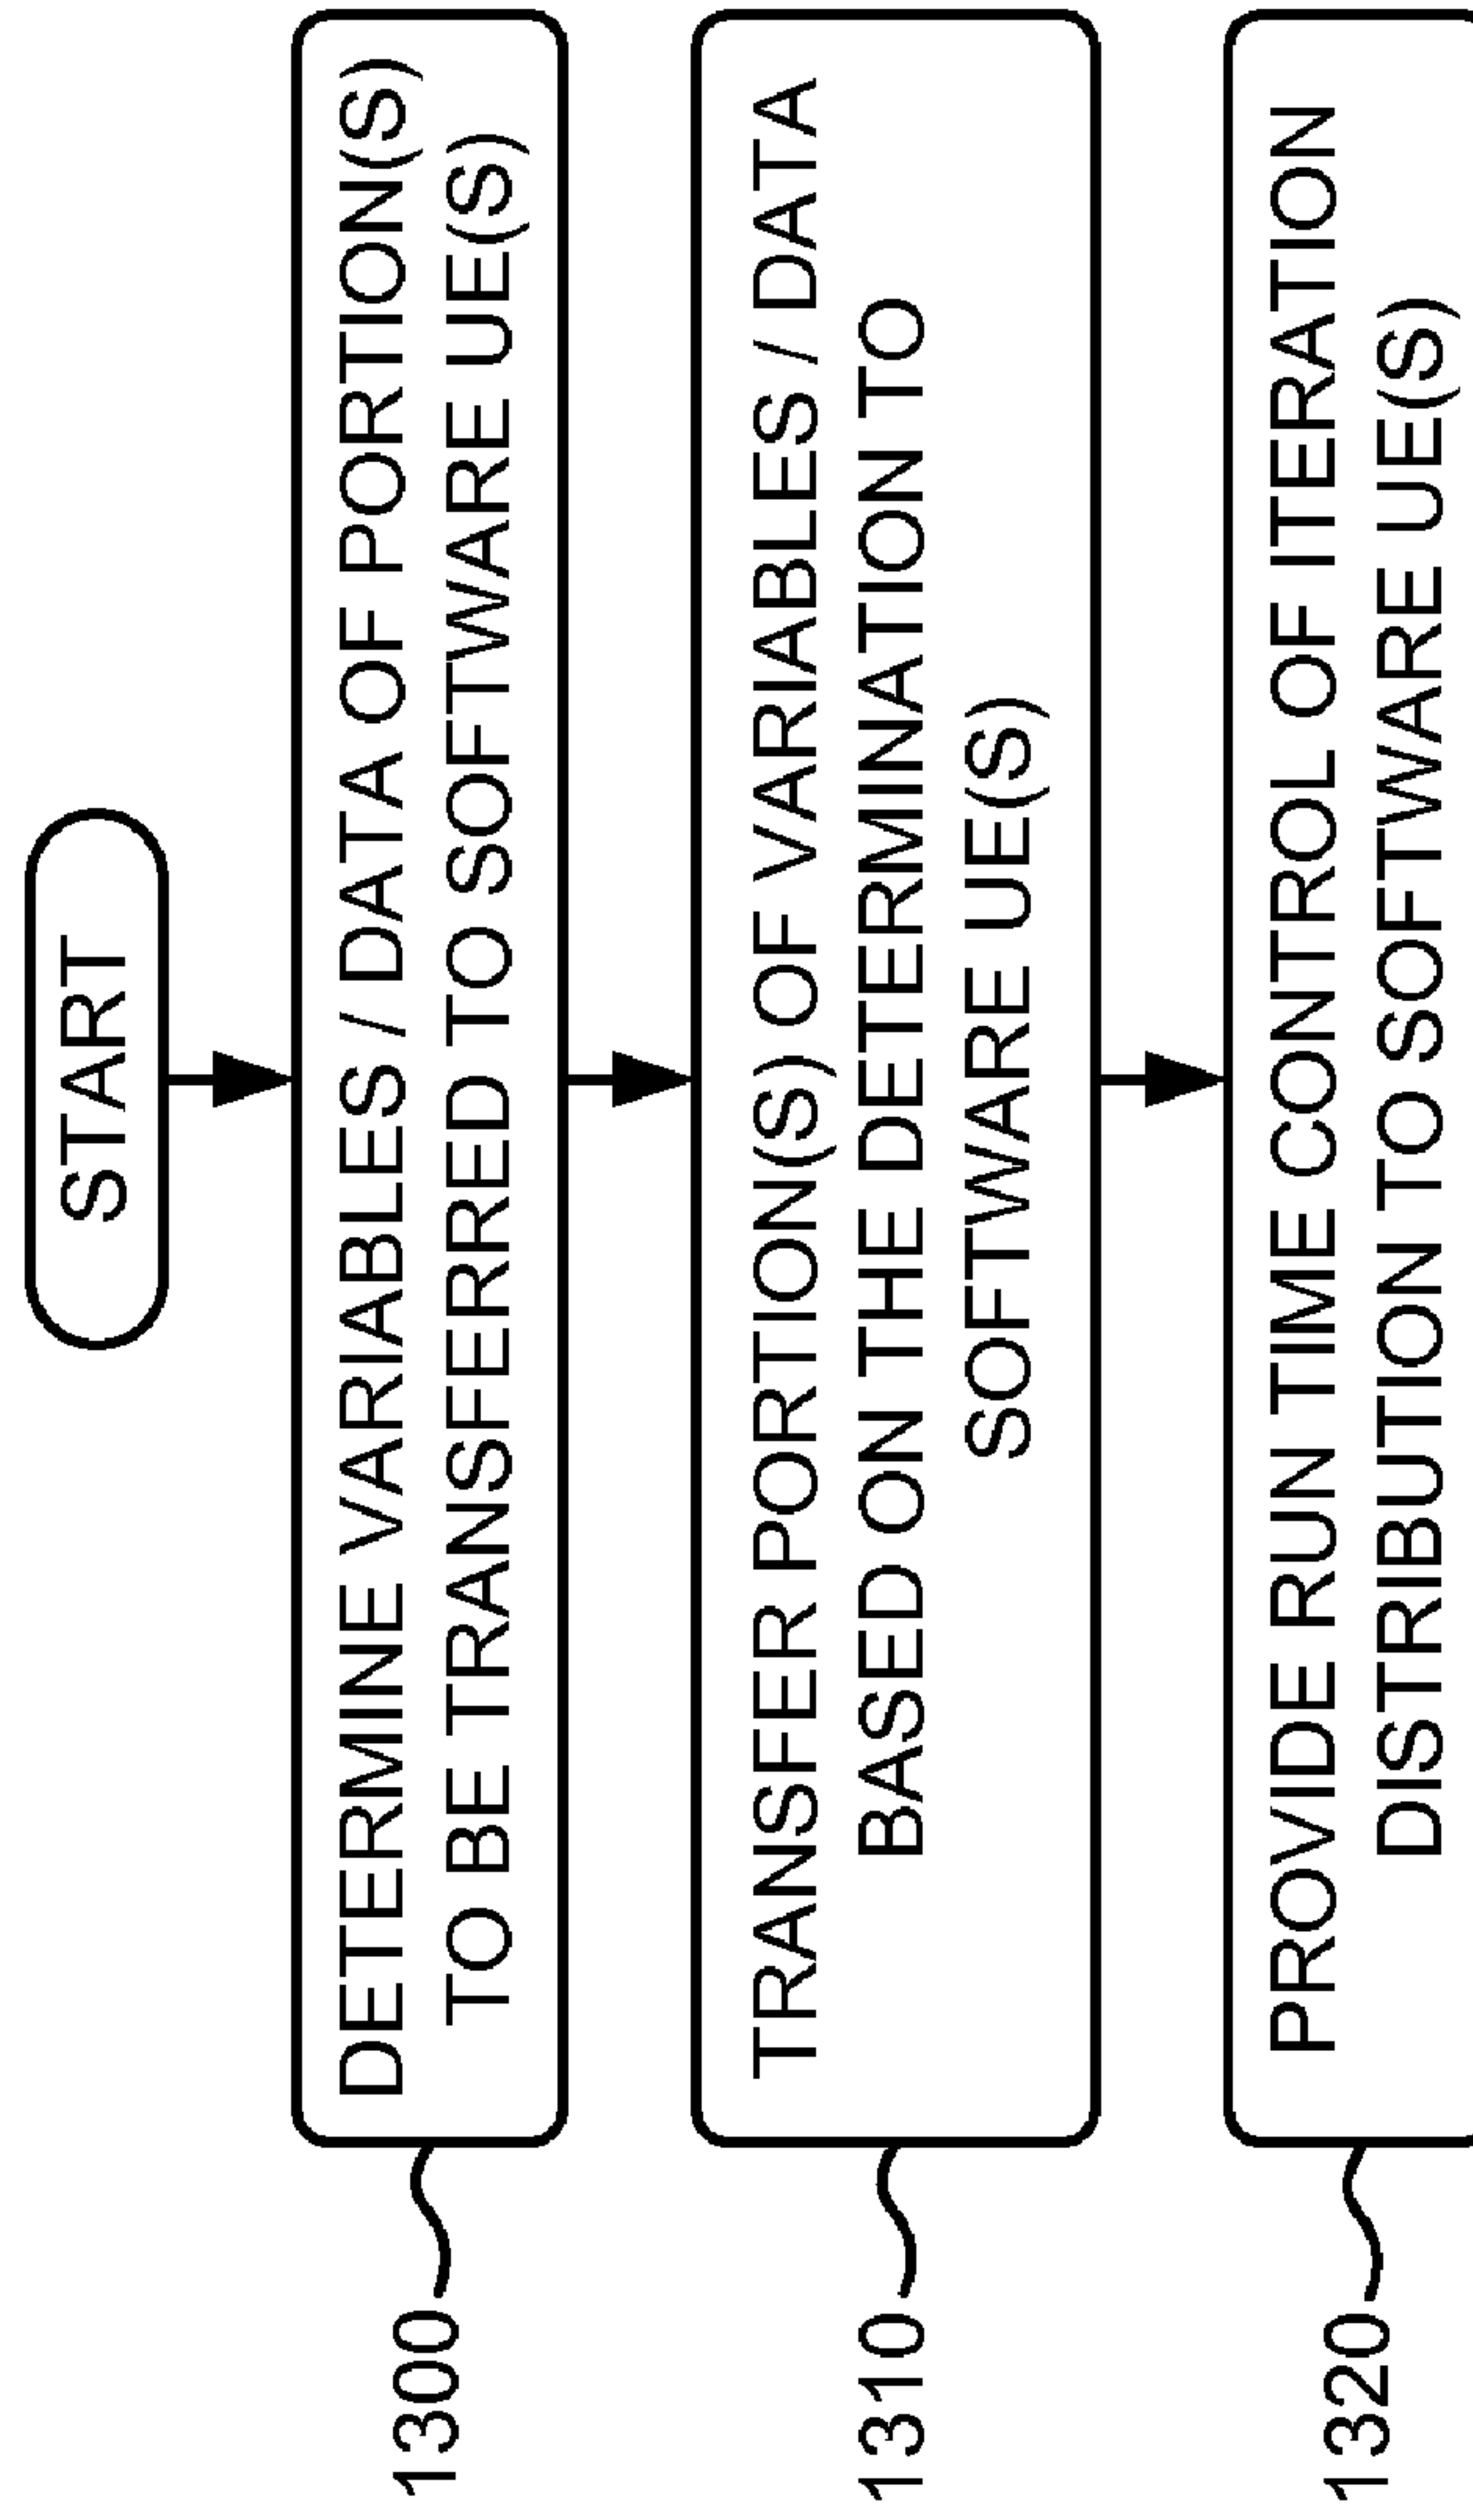 START
1300
DETERMINE VARIABLES / DATA OF PORTION(S)
TO BE TRANSFERRED TO SOFTWARE UE(S)
1310
TRANSFER PORTION(S) OF VARIABLES / DATA
BASED ON THE DETERMINATION TO
SOFTWARE UE(S)
1320
PROVIDE RUN TIME CONTROL OF ITERATION
DISTRIBUTION TO SOFTWARE UE(S)